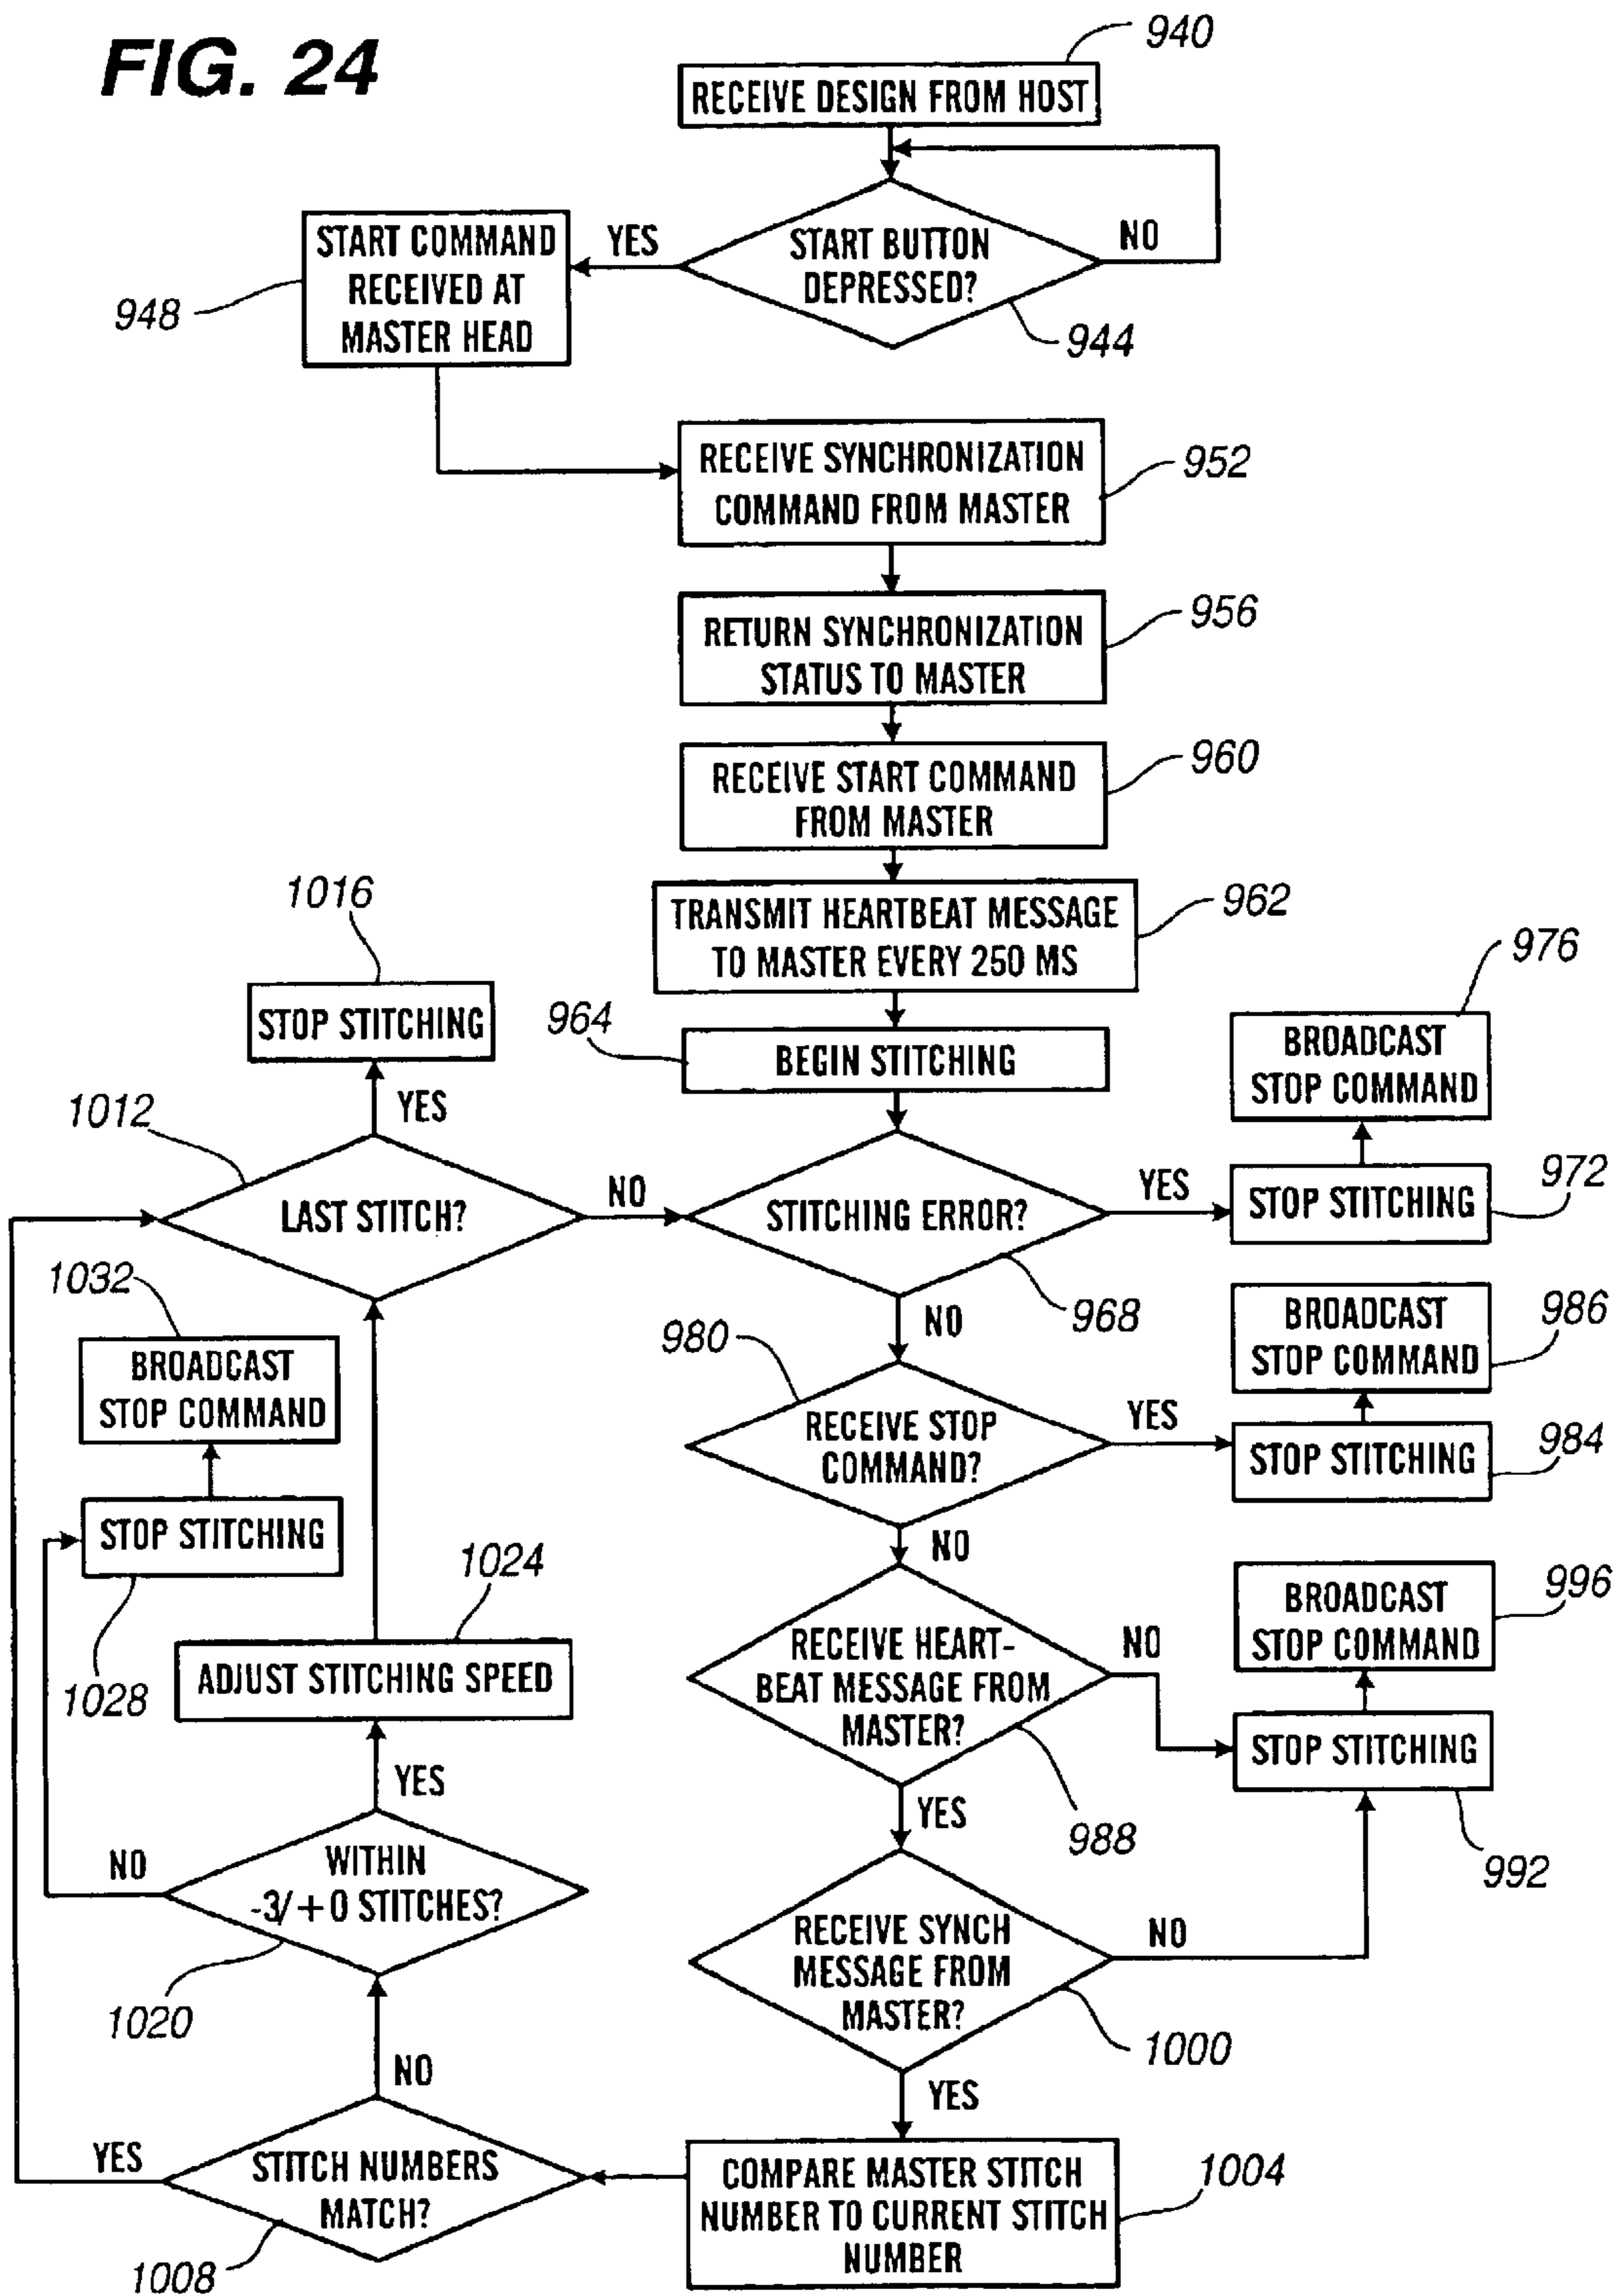 FIG. 24
940
RECEIVE DESIGN FROM HOST
START BUTTON
DEPRESSED?
NO
YES
944
START COMMAND
RECEIVED AT
MASTER HEAD
948
RECEIVE SYNCHRONIZATION
COMMAND FROM MASTER
952
RETURN SYNCHRONIZATION
STATUS TO MASTER
956
RECEIVE START COMMAND
FROM MASTER
960
TRANSMIT HEARTBEAT MESSAGE
TO MASTER EVERY 250 MS
962
964
BEGIN STITCHING
STITCHING ERROR?
YES
968
NO
STOP STITCHING
972
BROADCAST
STOP COMMAND
976
980
RECEIVE STOP
COMMAND?
YES
NO
STOP STITCHING
984
BROADCAST
STOP COMMAND
986
RECEIVE HEART-
BEAT MESSAGE FROM
MASTER?
NO
988
YES
STOP STITCHING
992
BROADCAST
STOP COMMAND
996
RECEIVE SYNCH
MESSAGE FROM
MASTER?
NO
1000
YES
COMPARE MASTER STITCH
NUMBER TO CURRENT STITCH
NUMBER
1004
STITCH NUMBERS
MATCH?
YES
1008
NO
WITHIN
-3/+0 STITCHES?
NO
1020
YES
ADJUST STITCHING SPEED
1024
STOP STITCHING
1028
BROADCAST
STOP COMMAND
1032
LAST STITCH?
1012
NO
YES
STOP STITCHING
1016